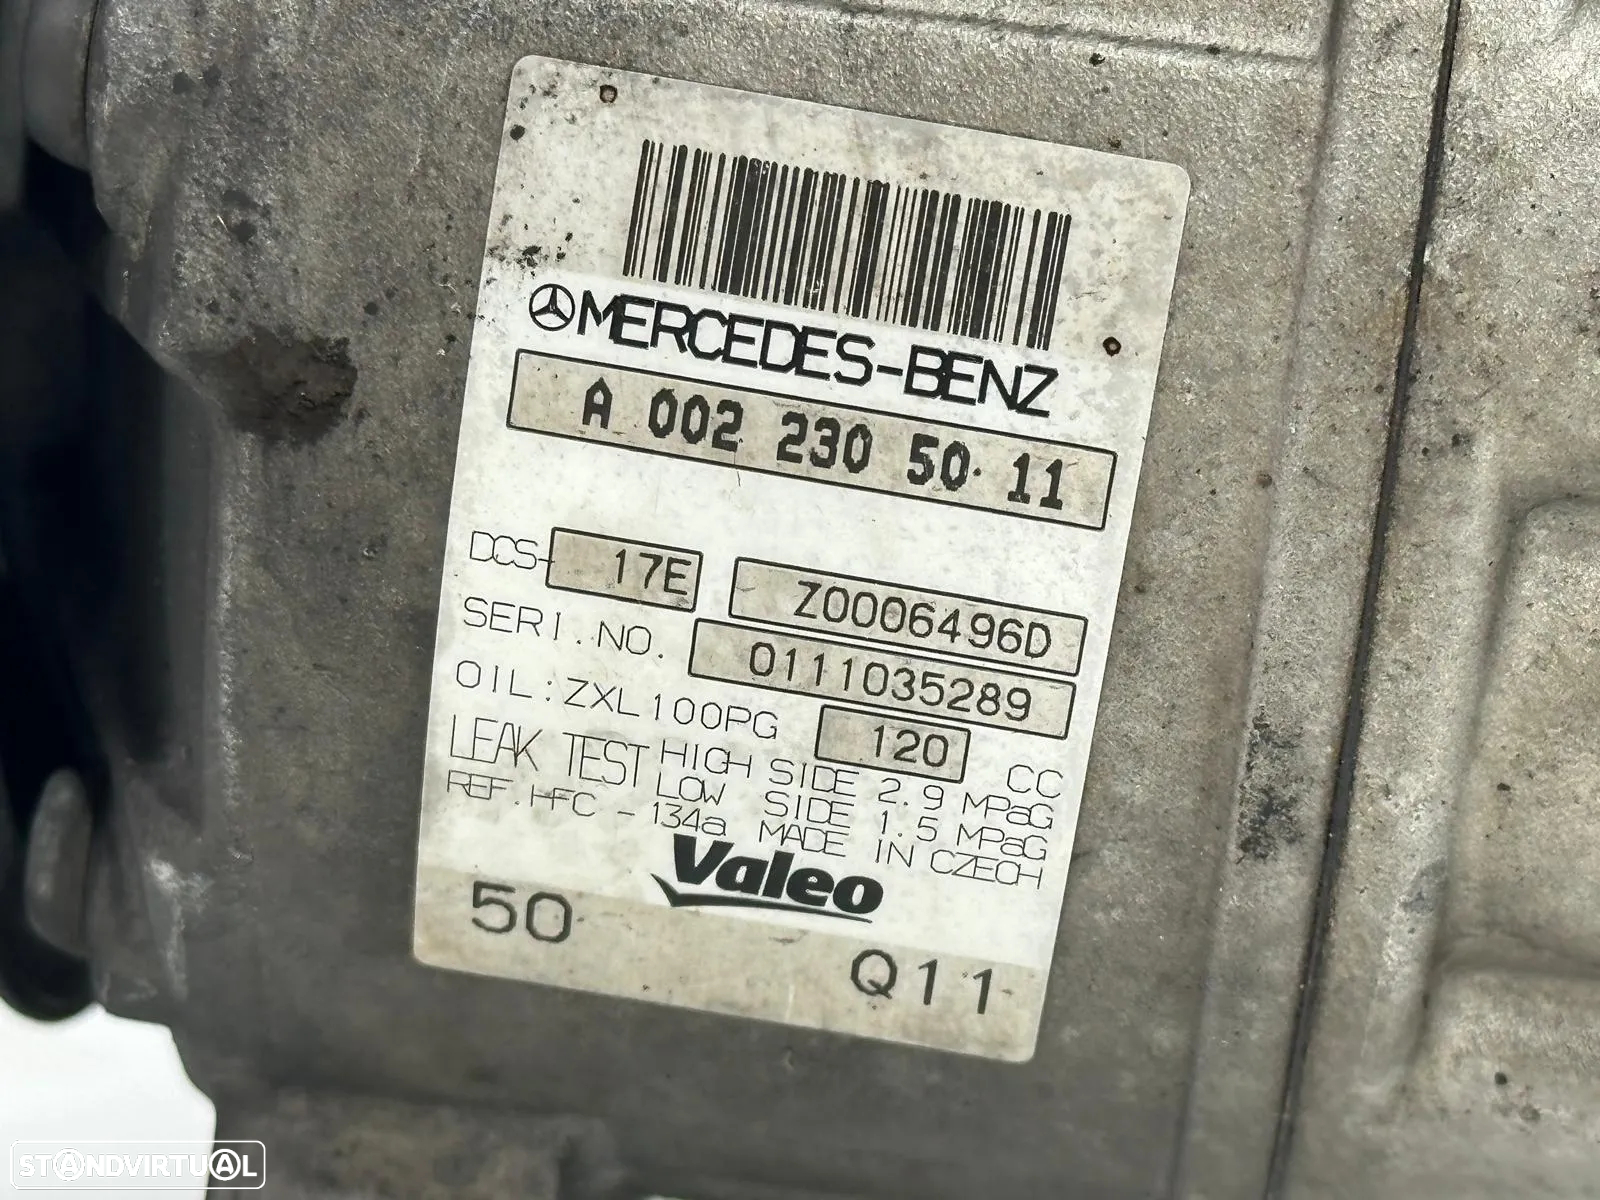 MERCEDES-BENZ
A 002 230 50 11
DCS- 17E Z0006496D
SERI.NO. 0111035289
OIL:ZXL100PG 120 CC
LEAK TEST HIGH SIDE 2.9 MPaG
LOW SIDE 1.5 MPaG
REF.HFC-134a MADE IN CZECH
Valeo
50 Q11
STANDVIRTUAL